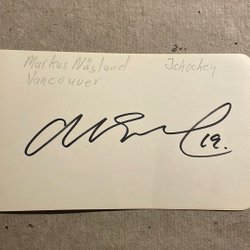 Markus Näslund Ishockey
Vancouver
19.